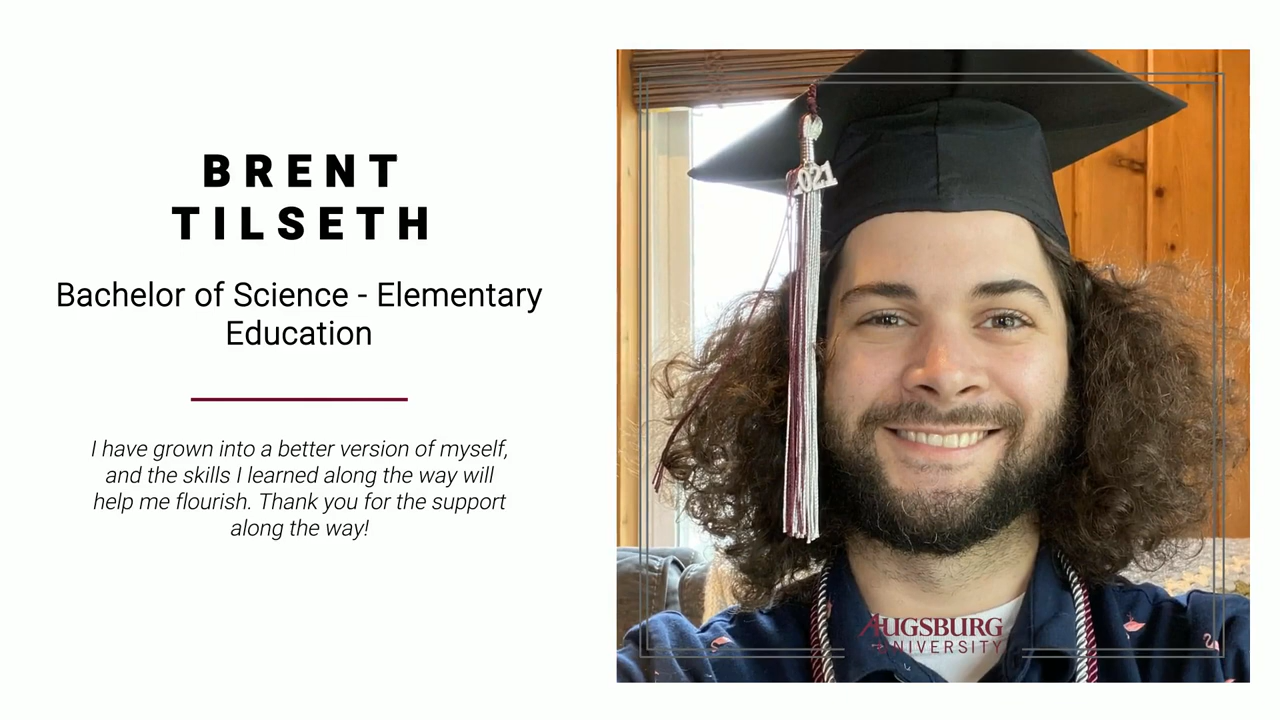 BRENT
TILSETH
Bachelor of Science - Elementary
Education
I have grown into a better version of myself,
and the skills I learned along the way will
help me flourish. Thank you for the support
along the way!
2021
AUGSBURG
UNIVERSITY